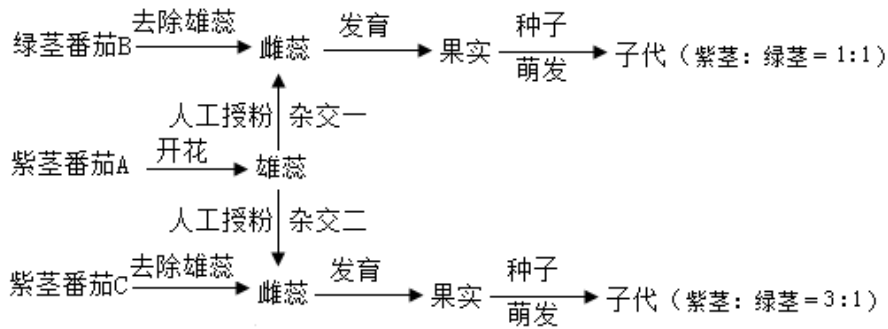 去除雄蕊 发育 种子
绿茎番茄B 雌蕊 果实 子代（紫茎：绿茎=1:1）
萌发
人工授粉 杂交一
开花
紫茎番茄A 雄蕊
人工授粉 杂交二
去除雄蕊 发育 种子
紫茎番茄C 雌蕊 果实 子代（紫茎：绿茎=3:1）
萌发